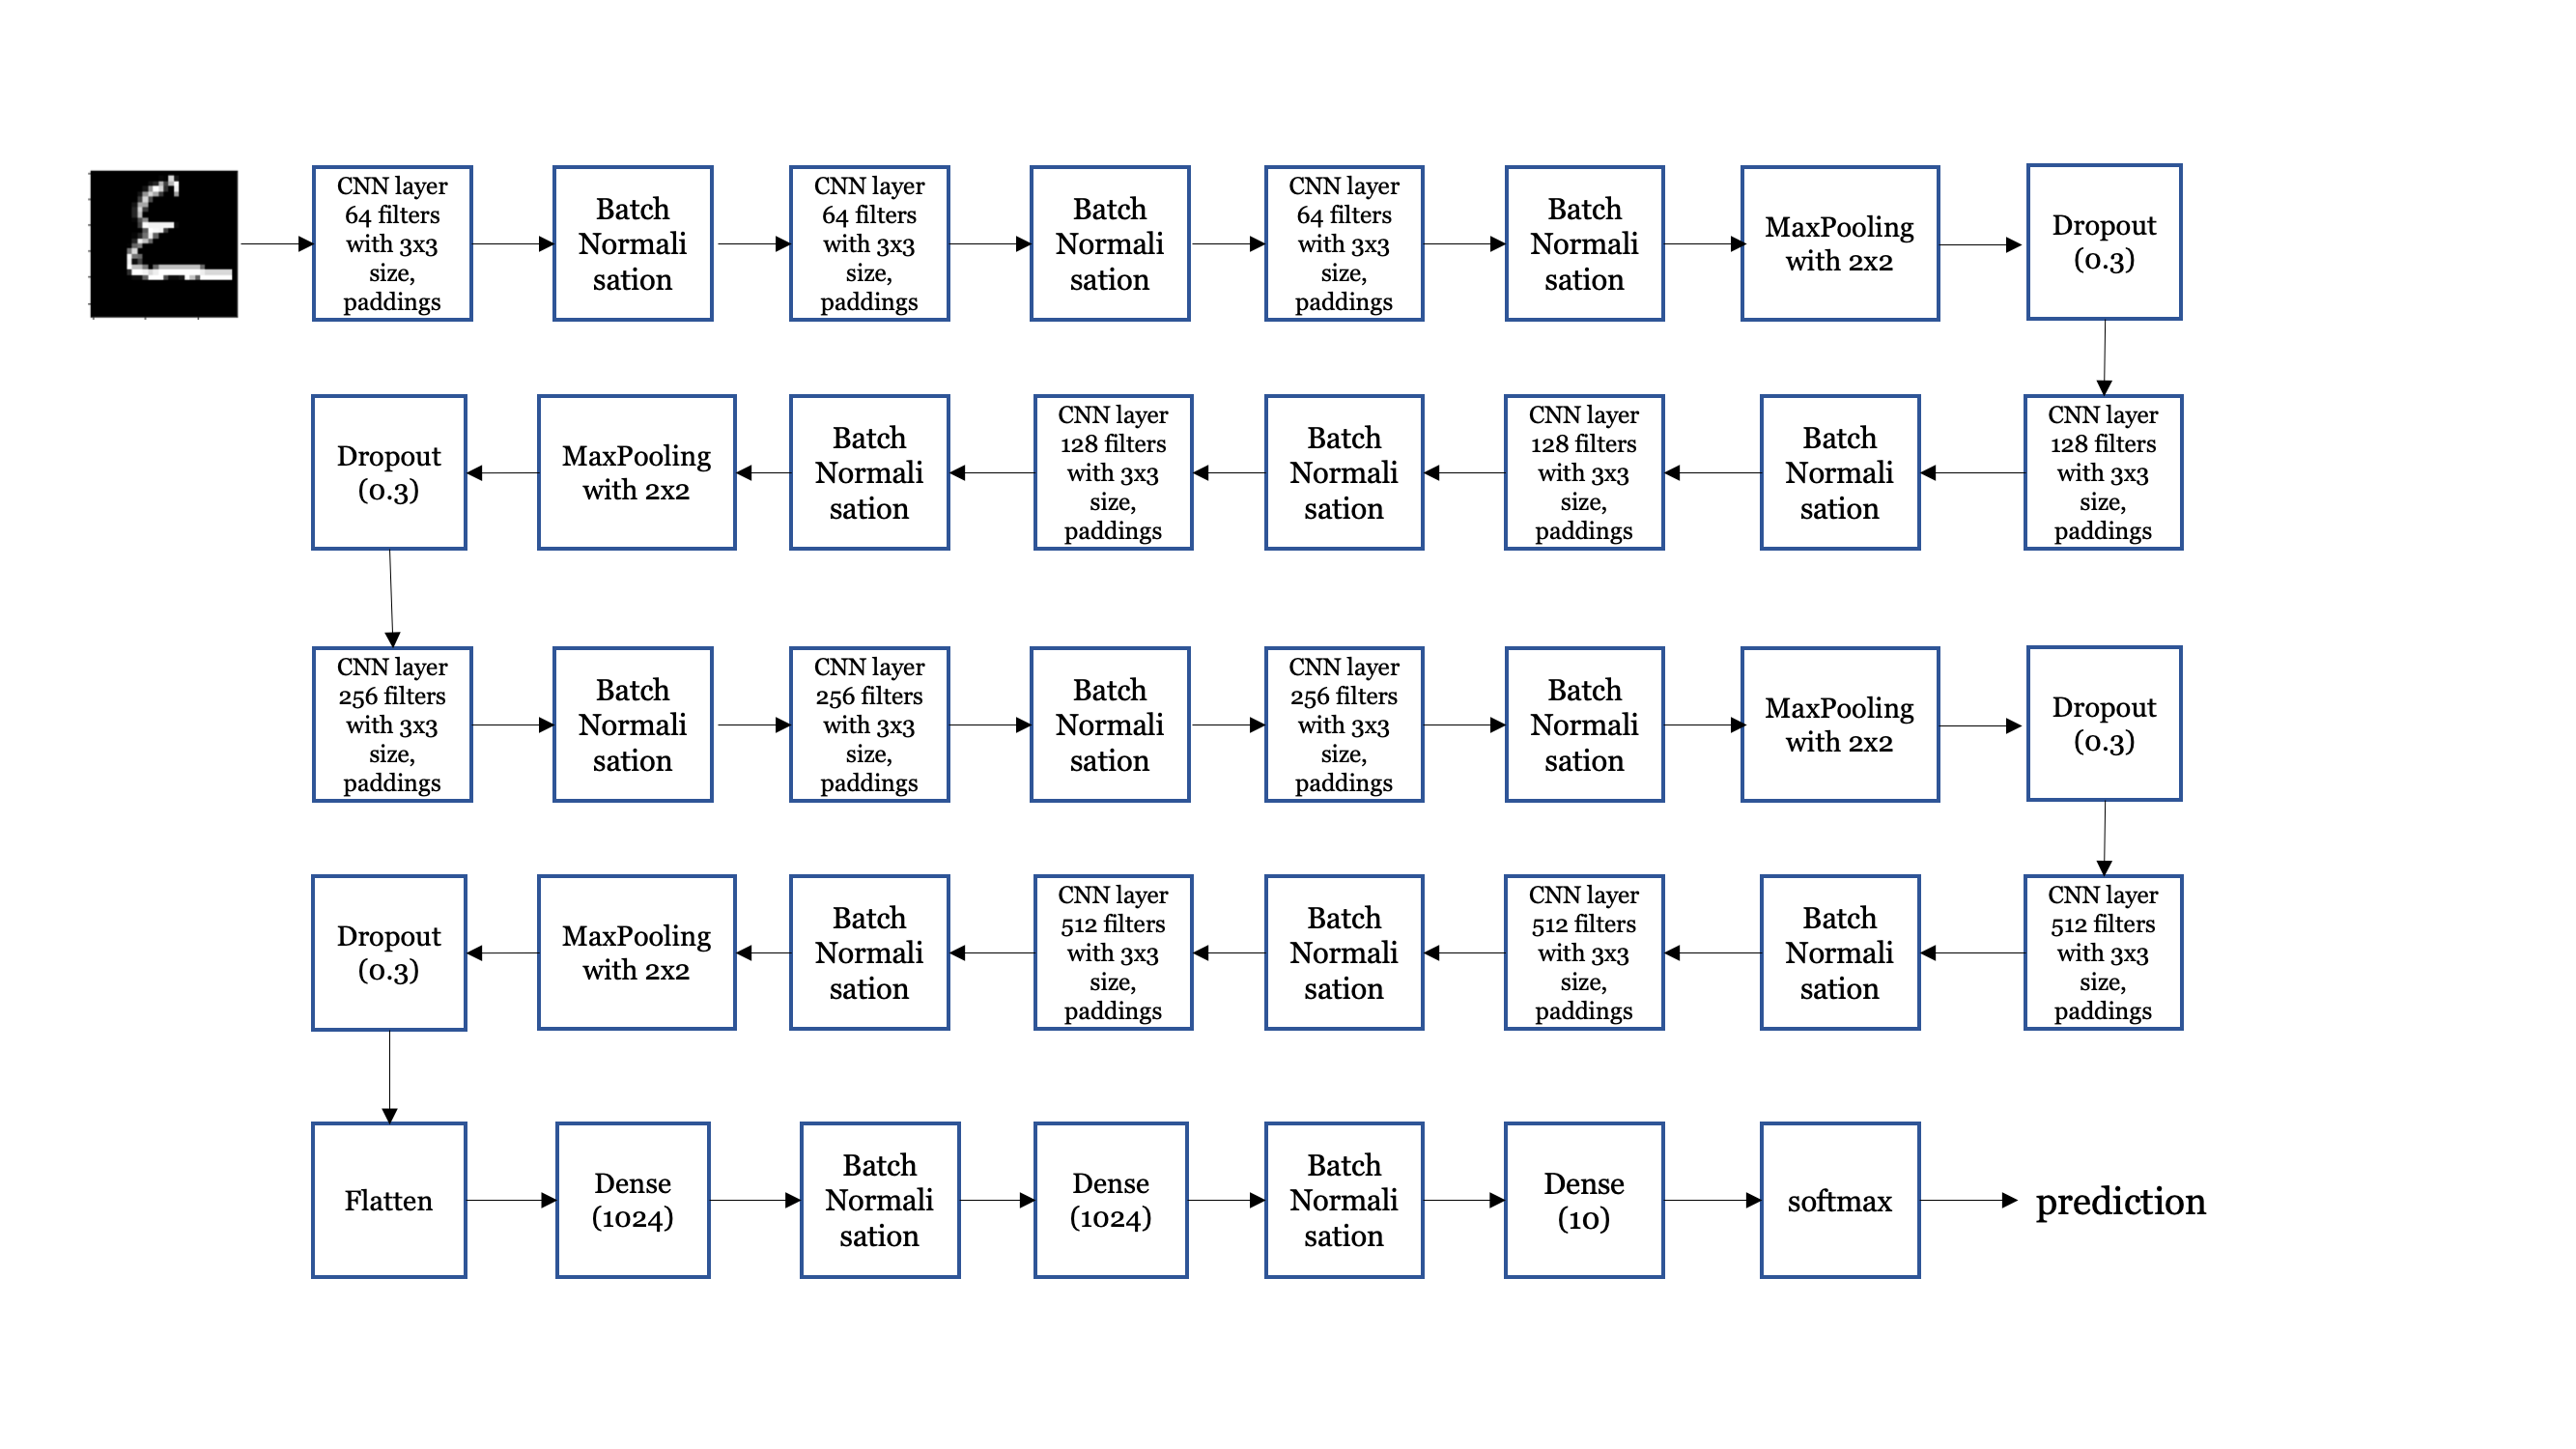 CNN layer
64 filters
with 3x3
size,
paddings
Batch
Normali
sation
CNN layer
64 filters
with 3x3
size,
paddings
Batch
Normali
sation
CNN layer
64 filters
with 3x3
size,
paddings
Batch
Normali
sation
MaxPooling
with 2x2
Dropout
(0.3)
CNN layer
128 filters
with 3x3
size,
paddings
Batch
Normali
sation
CNN layer
128 filters
with 3x3
size,
paddings
Batch
Normali
sation
CNN layer
128 filters
with 3x3
size,
paddings
Batch
Normali
sation
MaxPooling
with 2x2
Dropout
(0.3)
CNN layer
256 filters
with 3x3
size,
paddings
Batch
Normali
sation
CNN layer
256 filters
with 3x3
size,
paddings
Batch
Normali
sation
CNN layer
256 filters
with 3x3
size,
paddings
Batch
Normali
sation
MaxPooling
with 2x2
Dropout
(0.3)
CNN layer
512 filters
with 3x3
size,
paddings
Batch
Normali
sation
CNN layer
512 filters
with 3x3
size,
paddings
Batch
Normali
sation
CNN layer
512 filters
with 3x3
size,
paddings
Batch
Normali
sation
MaxPooling
with 2x2
Dropout
(0.3)
Flatten
Dense
(1024)
Batch
Normali
sation
Dense
(1024)
Batch
Normali
sation
Dense
(10)
softmax
prediction